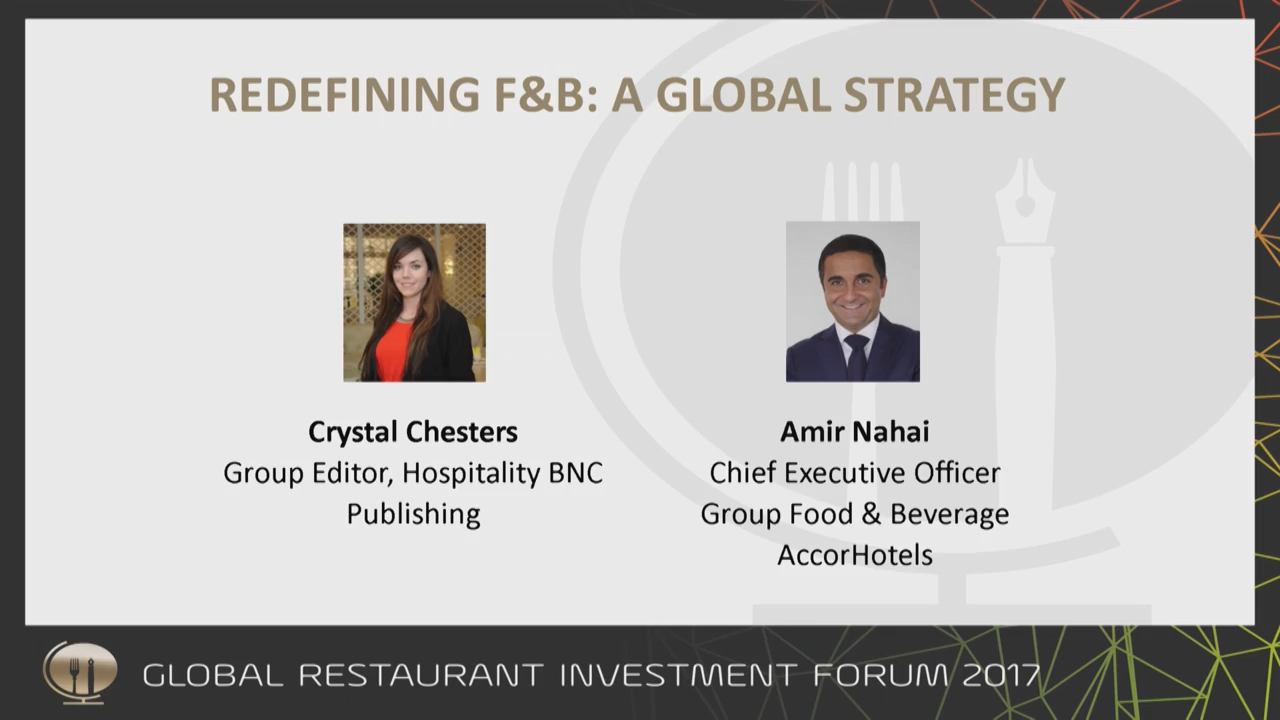 REDEFINING F&B: A GLOBAL STRATEGY
Crystal Chesters
Group Editor, Hospitality BNC
Publishing
Amir Nahai
Chief Executive Officer
Group Food & Beverage
AccorHotels
GLOBAL RESTAURANT INVESTMENT FORUM 2017